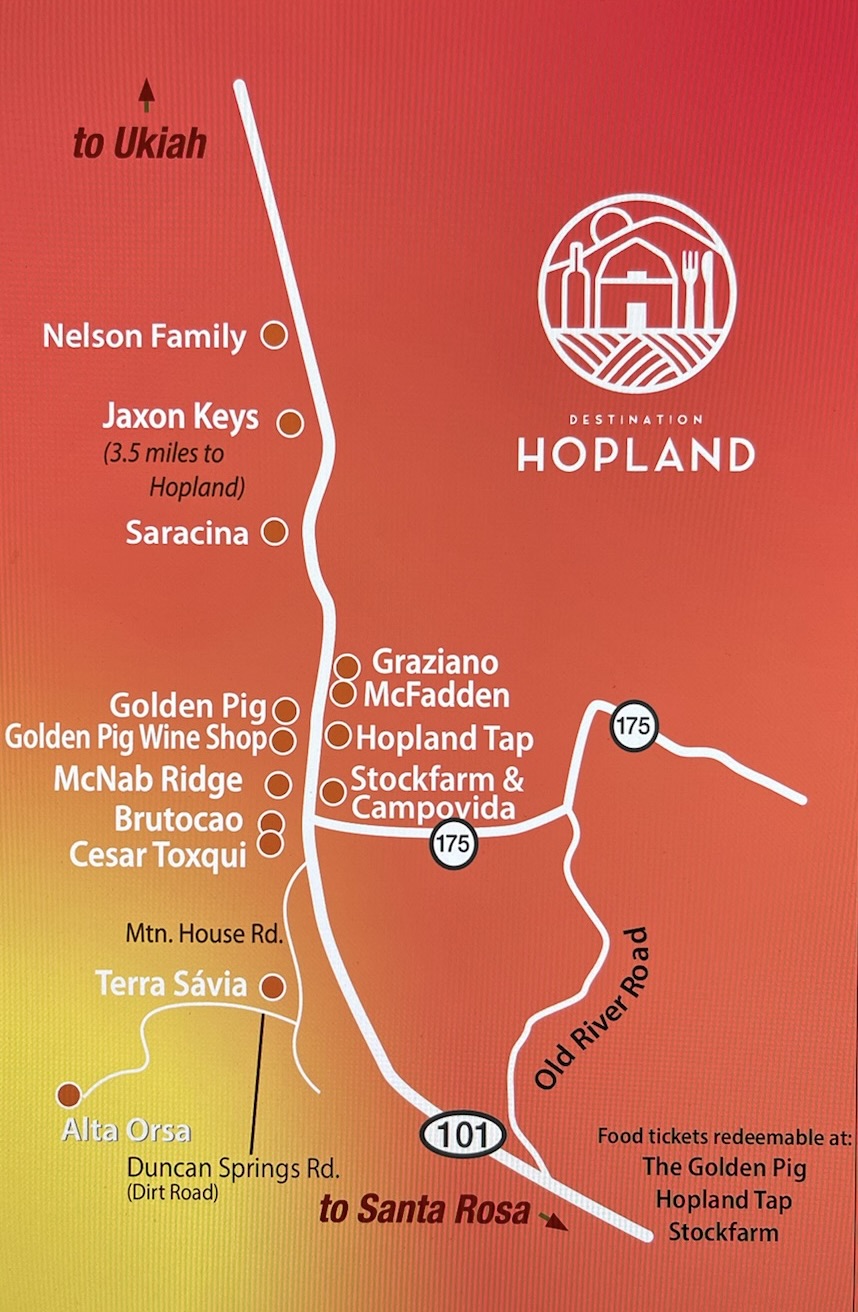 to Ukiah
DESTINATION
HOPLAND
Nelson Family
Jaxon Keys
(3.5 miles to
Hopland)
Saracina
Graziano
McFadden
Golden Pig
Golden Pig Wine Shop
Hopland Tap
McNab Ridge
Stockfarm &
Campovida
Brutocao
Cesar Toxqui
175
175
Mtn. House Rd.
Terra Sávia
Old River Road
Alta Orsa
Duncan Springs Rd.
(Dirt Road)
101
to Santa Rosa
Food tickets redeemable at:
The Golden Pig
Hopland Tap
Stockfarm